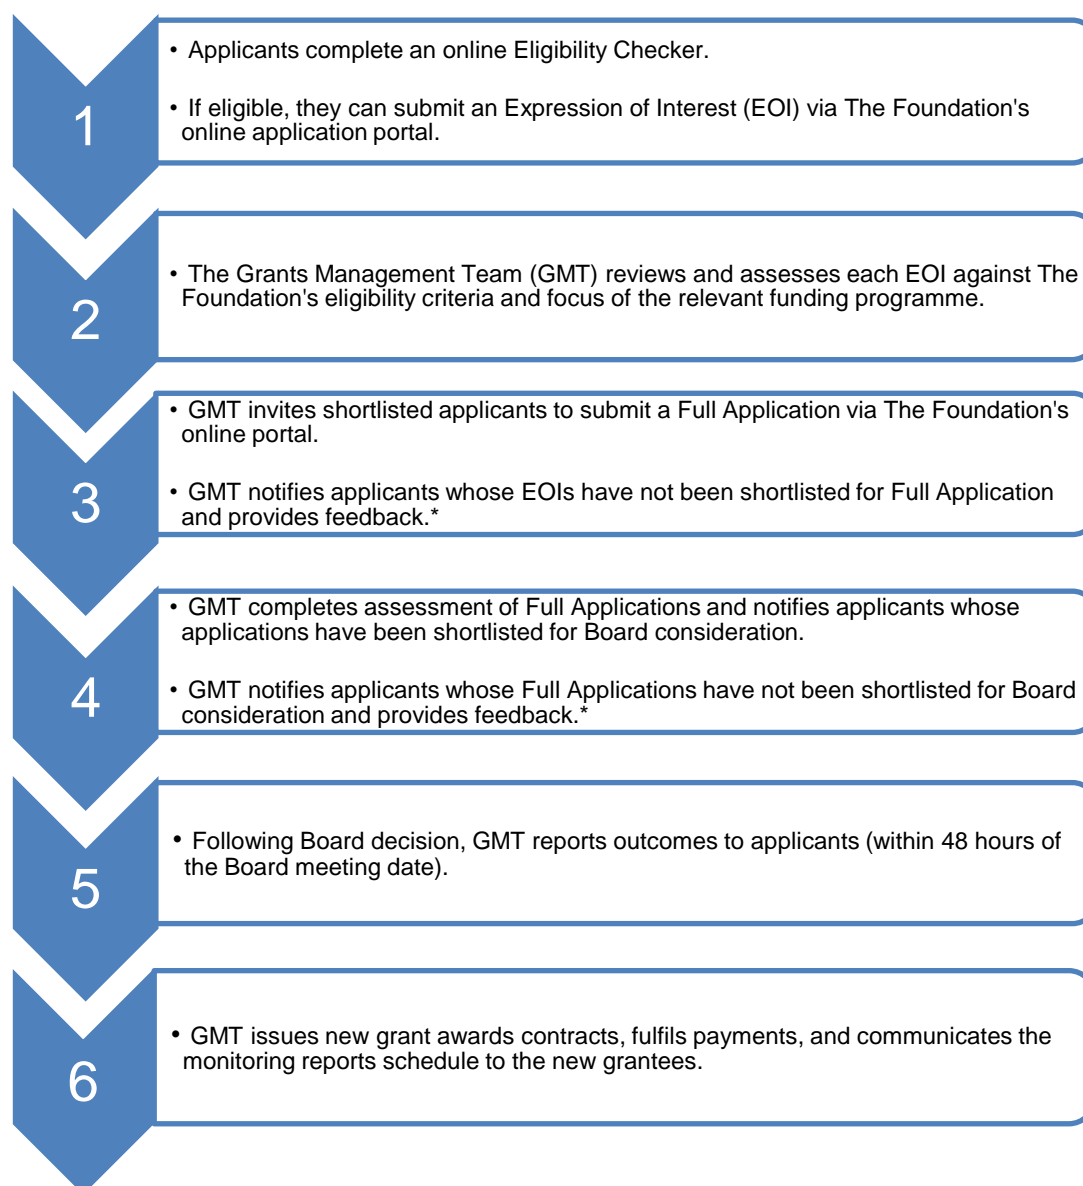 1
• Applicants complete an online Eligibility Checker.
• If eligible, they can submit an Expression of Interest (EOI) via The Foundation's
online application portal.
2
• The Grants Management Team (GMT) reviews and assesses each EOI against The
Foundation's eligibility criteria and focus of the relevant funding programme.
3
• GMT invites shortlisted applicants to submit a Full Application via The Foundation's
online portal.
• GMT notifies applicants whose EOIs have not been shortlisted for Full Application
and provides feedback.*
4
• GMT completes assessment of Full Applications and notifies applicants whose
applications have been shortlisted for Board consideration.
• GMT notifies applicants whose Full Applications have not been shortlisted for Board
consideration and provides feedback.*
5
• Following Board decision, GMT reports outcomes to applicants (within 48 hours of
the Board meeting date).
6
• GMT issues new grant awards contracts, fulfils payments, and communicates the
monitoring reports schedule to the new grantees.